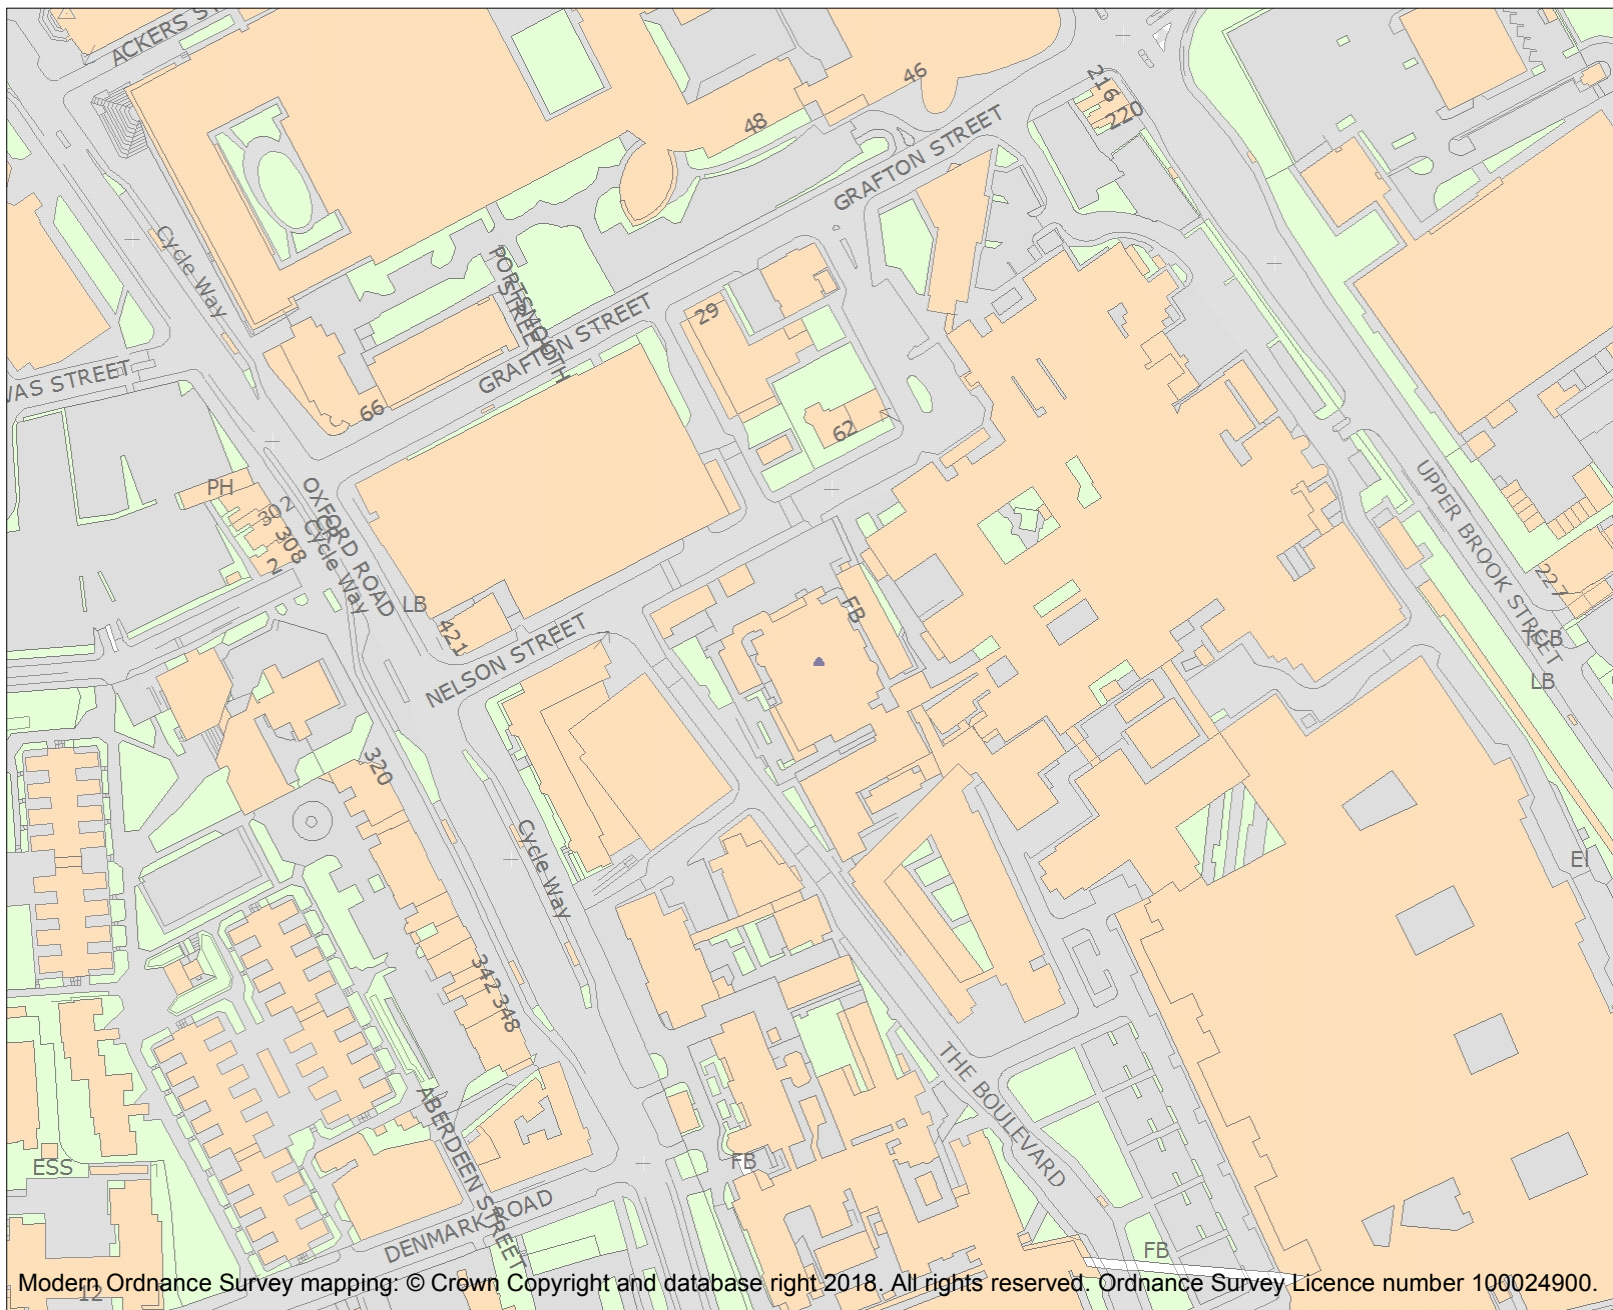 ACKERS ST
46
216
220
48
GRAFTON STREET
Cycle Way
PORTSMOUTH
STREET
29
GRAFTON STREET
WAS STREET
66
62
PH
302
308
2
OXFORD ROAD
Cycle Way
UPPER BROOK STREET
227
LB
421
FB
TCB
LB
NELSON STREET
320
Cycle Way
El
342
348
THE BOULEVARD
ABERDEEN STREET
ESS
FB
DENMARK ROAD
FB
12
Modern Ordnance Survey mapping: © Crown Copyright and database right 2018. All rights reserved. Ordnance Survey Licence number 100024900.